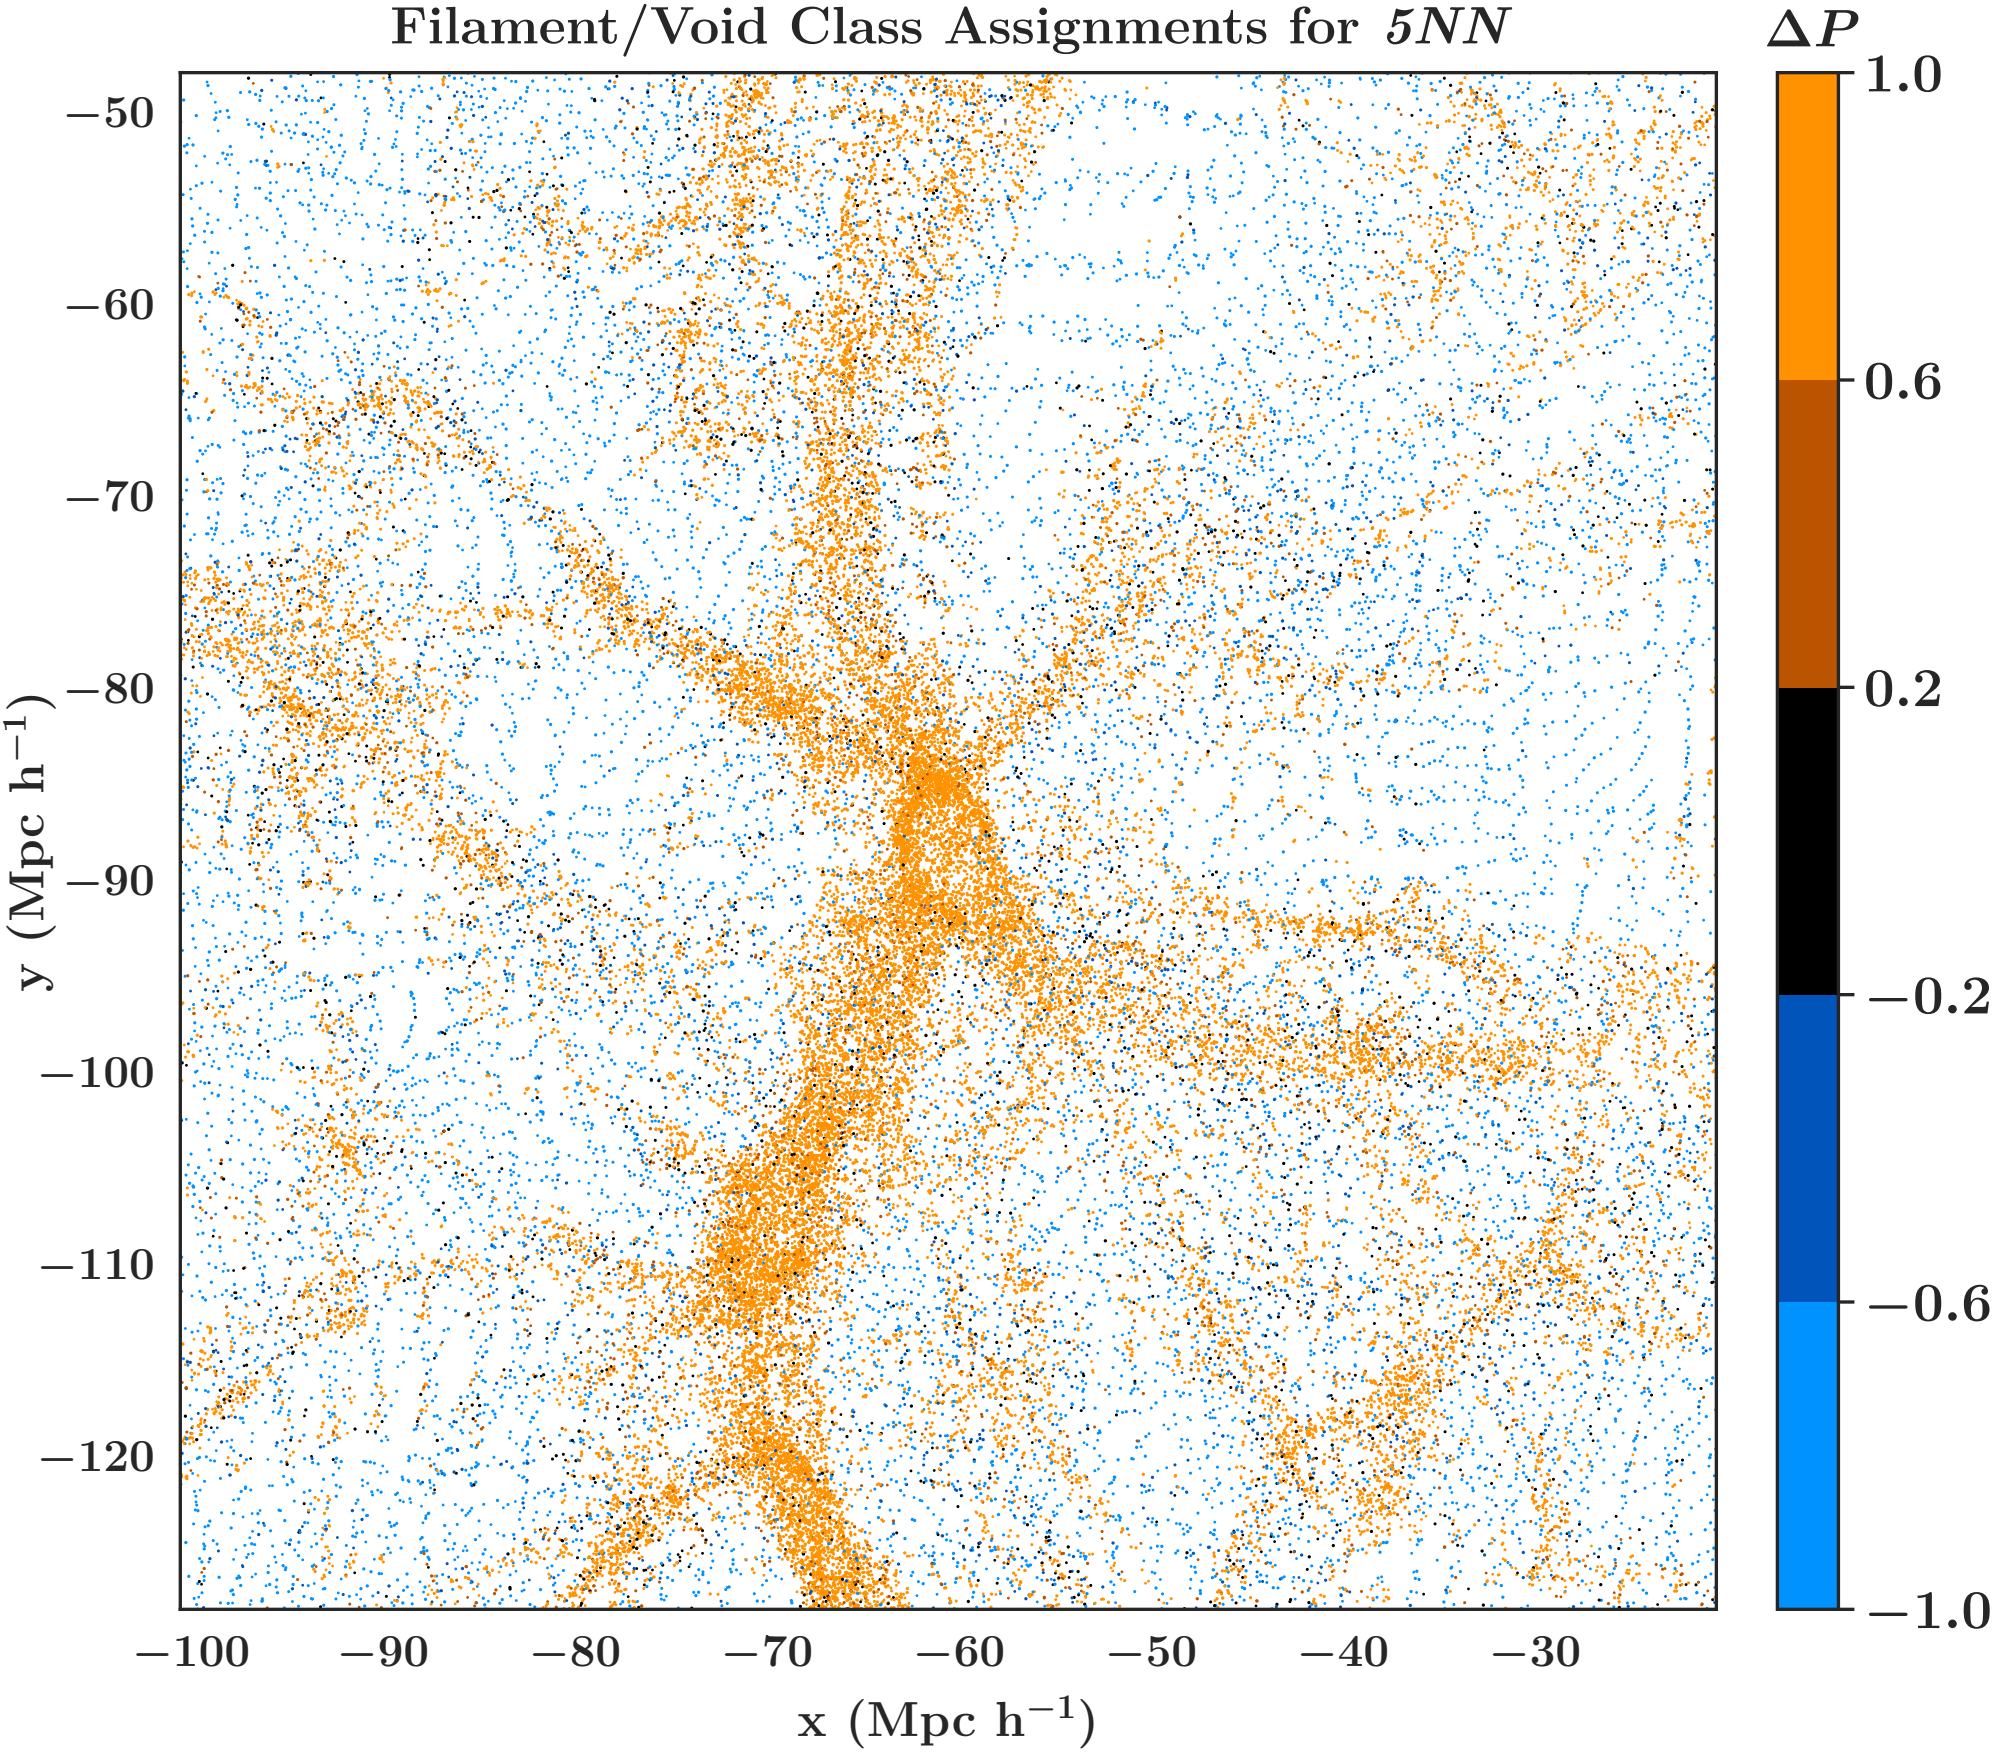 Filament/Void Class Assignments for 5NN
ΔP
1.0
0.6
0.2
−0.2
−0.6
−1.0
y (Mpc h⁻¹)
−50
−60
−70
−80
−90
−100
−110
−120
−100 −90 −80 −70 −60 −50 −40 −30
x (Mpc h⁻¹)